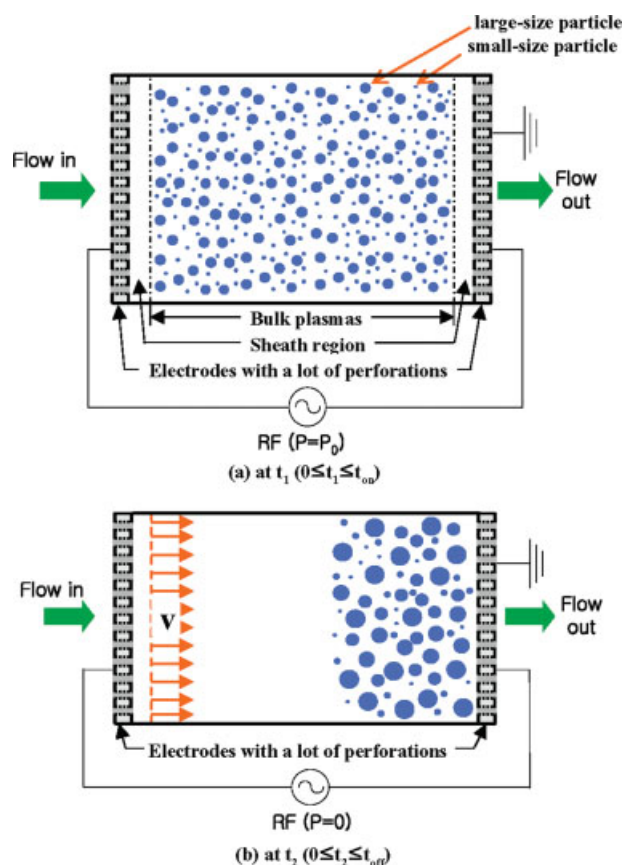 large-size particle
small-size particle
Flow in
Flow
out
Bulk plasmas
Sheath region
Electrodes with a lot of perforations
RF (P=P₀)
(a) at t₁ (0≤t₁≤tₒₙ)
Flow in
V
Flow
out
Electrodes with a lot of perforations
RF (P=0)
(b) at t₂ (0≤t₂≤t_off)